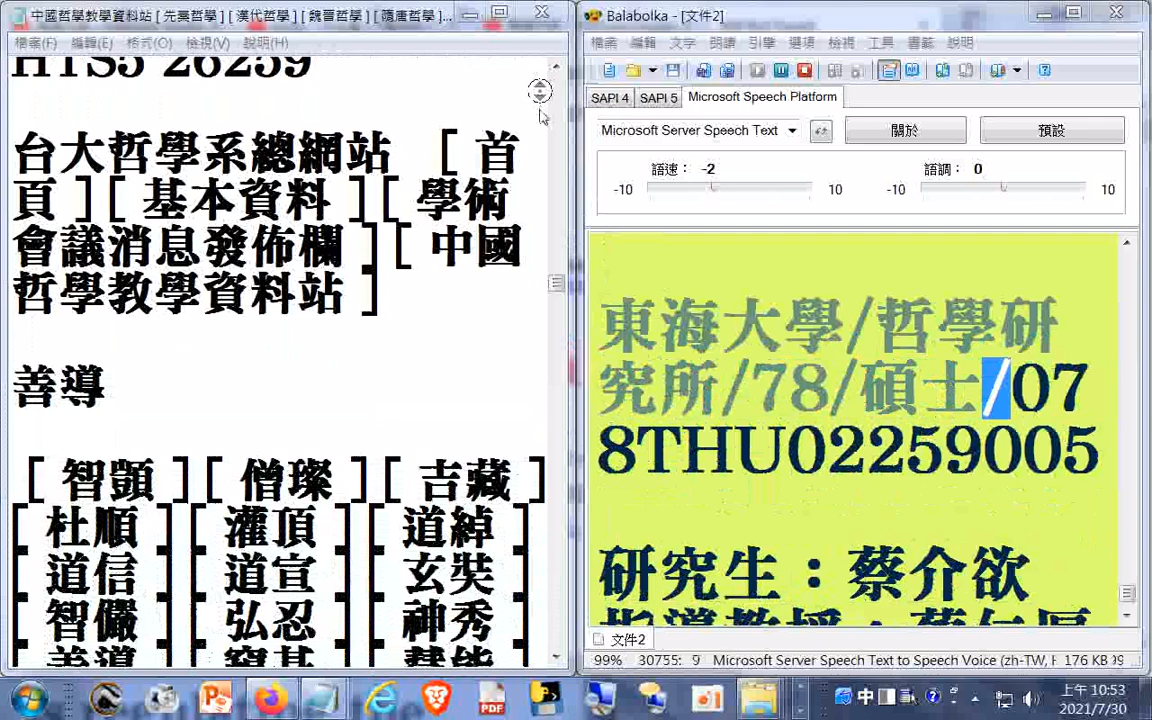 中國哲學教學資料站 [ 先秦哲學 ] [ 漢代哲學 ] [ 魏晉哲學 ] [ 隋唐哲學 ]...
檔案(F) 編輯(E) 格式(O) 檢視(V) 說明(H)
HTS5 26259
台大哲學系總網站 [ 首
頁 ] [ 基本資料 ] [ 學術
會議消息發佈欄 ] [ 中國
哲學教學資料站 ]
善導
[ 智顗 ] [ 僧璨 ] [ 吉藏 ]
[ 杜順 ] [ 灌頂 ] [ 道綽 ]
[ 道信 ] [ 道宣 ] [ 玄奘 ]
[ 智儼 ] [ 弘忍 ] [ 神秀 ]
Balabolka - [文件2]
檔案 編輯 文字 朗讀 引擎 選項 檢視 工具 書籤 說明
SAPI 4 SAPI 5 Microsoft Speech Platform
Microsoft Server Speech Text 關於 預設
語速： -2 語調： 0
-10 10 -10 10
東海大學/哲學研
究所/78/碩士/07
8THU02259005
研究生：蔡介欲
文件2
99% 30755: 9 Microsoft Server Speech Text to Speech Voice (zh-TW, H 176 KB
中
上午 10:53
2021/7/30